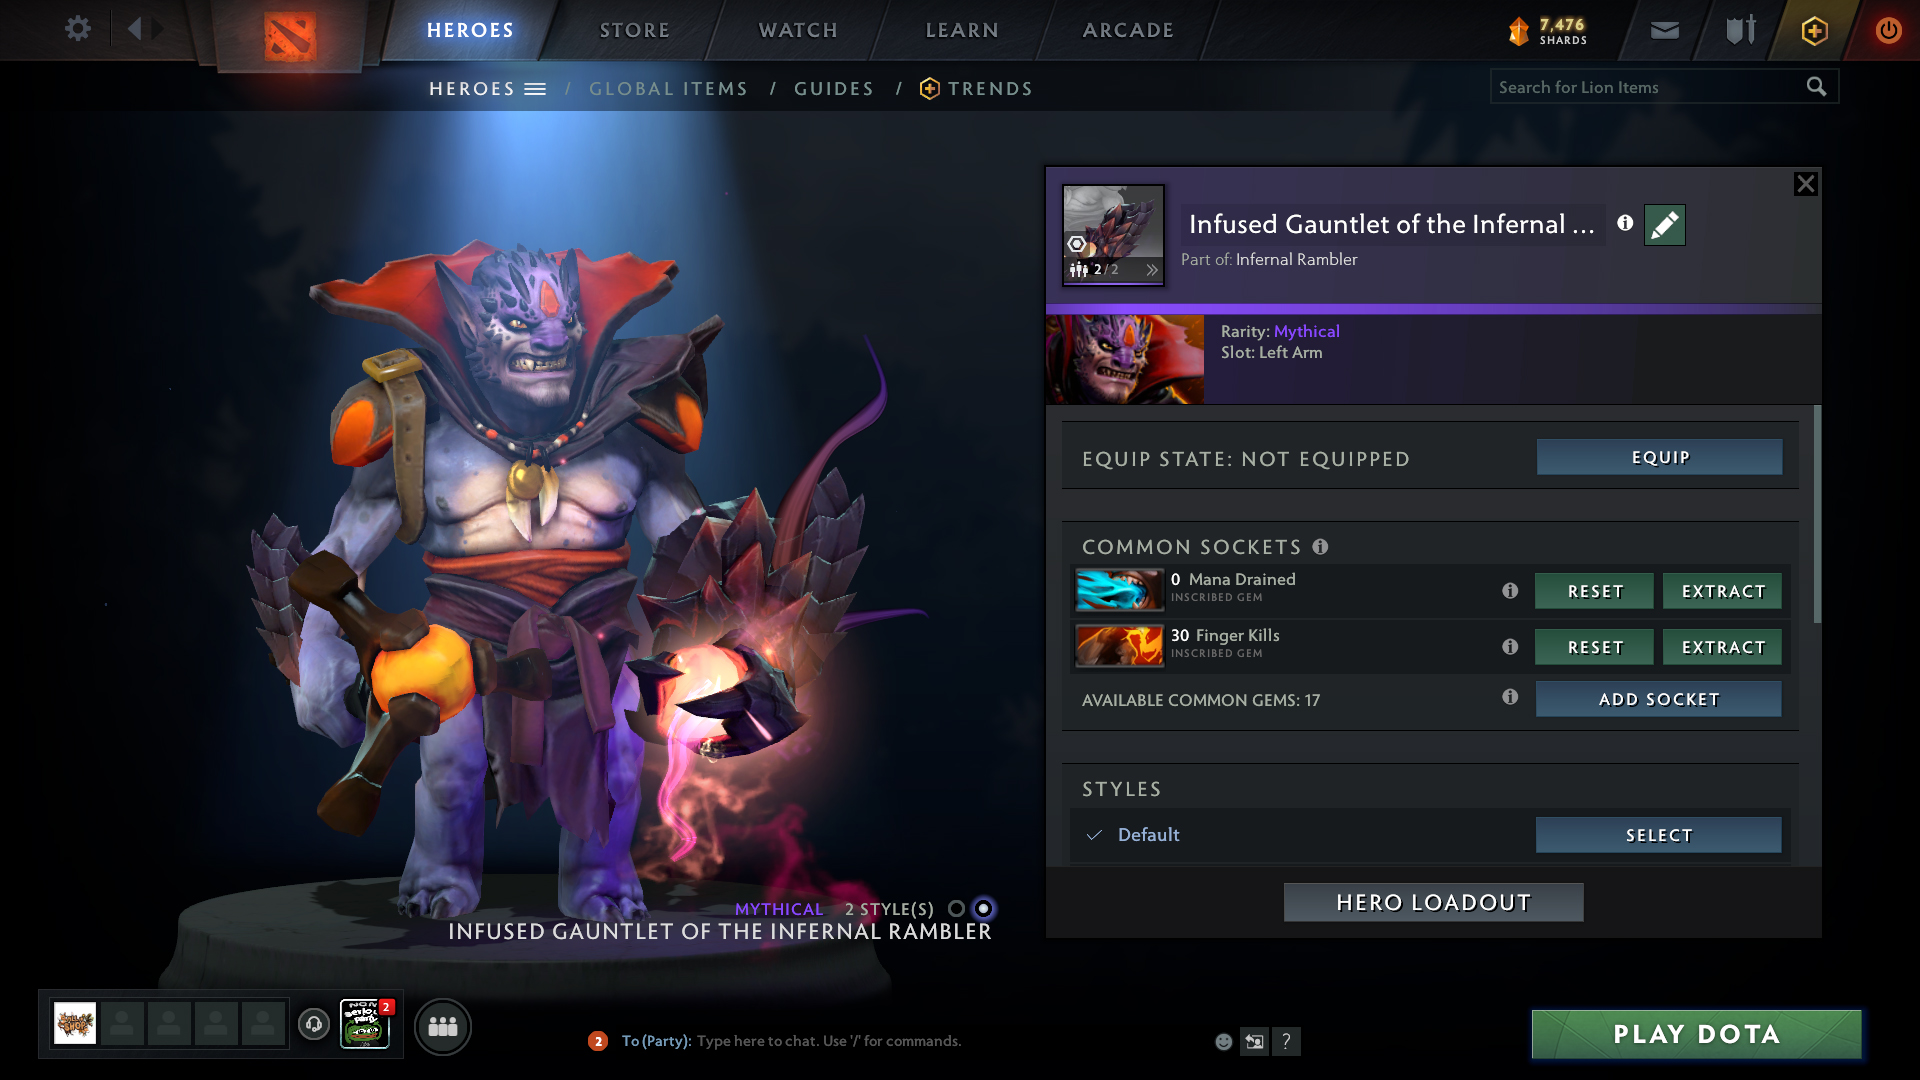 HEROES
STORE
WATCH
LEARN
ARCADE
7,476
SHARDS
HEROES / GLOBAL ITEMS / GUIDES / TRENDS
Search for Lion Items
Infused Gauntlet of the Infernal ...
Part of: Infernal Rambler
2/2
Rarity: Mythical
Slot: Left Arm
EQUIP STATE: NOT EQUIPPED
EQUIP
COMMON SOCKETS
0 Mana Drained
INSCRIBED GEM
RESET
EXTRACT
30 Finger Kills
INSCRIBED GEM
RESET
EXTRACT
AVAILABLE COMMON GEMS: 17
ADD SOCKET
STYLES
Default
SELECT
HERO LOADOUT
MYTHICAL 2 STYLE(S)
INFUSED GAUNTLET OF THE INFERNAL RAMBLER
2
2 To (Party): Type here to chat. Use '/' for commands.
?
PLAY DOTA